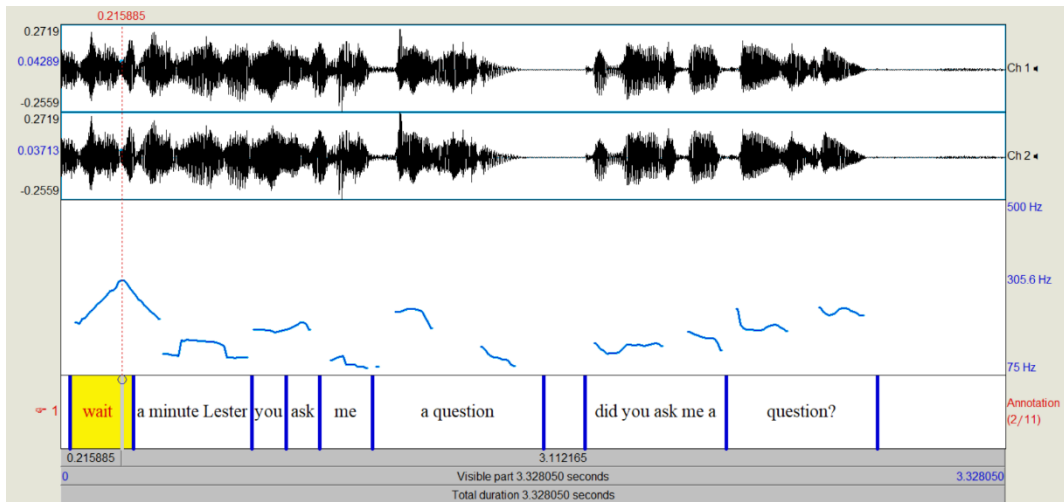 0.215885
0.2719
0.04289
-0.2559
Ch 1
0.2719
0.03713
-0.2559
Ch 2
500 Hz
305.6 Hz
75 Hz
1
wait
a minute Lester
you
ask
me
a question
did you ask me a
question?
Annotation
(2/11)
0.215885
3.112165
0
Visible part 3.328050 seconds
3.328050
Total duration 3.328050 seconds